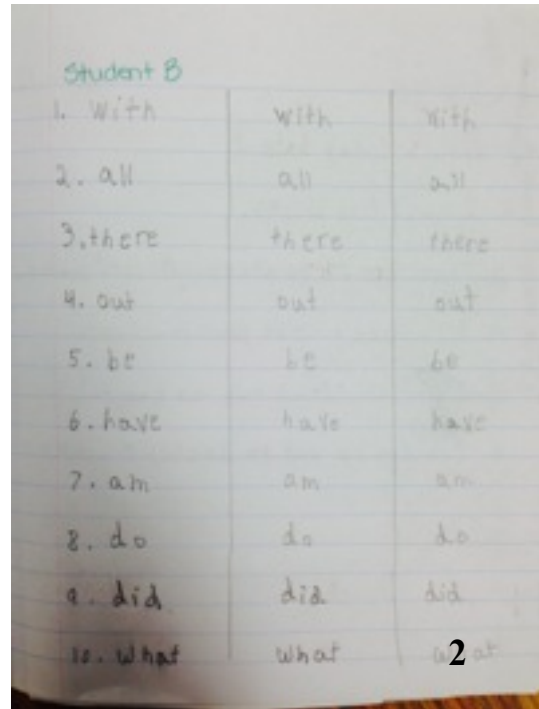 Student B
1. With with with
2. all all all
3. there there there
4. out out out
5. be be be
6. have have have
7. am am am
8. do do do
9. did did did
10. what what what
2